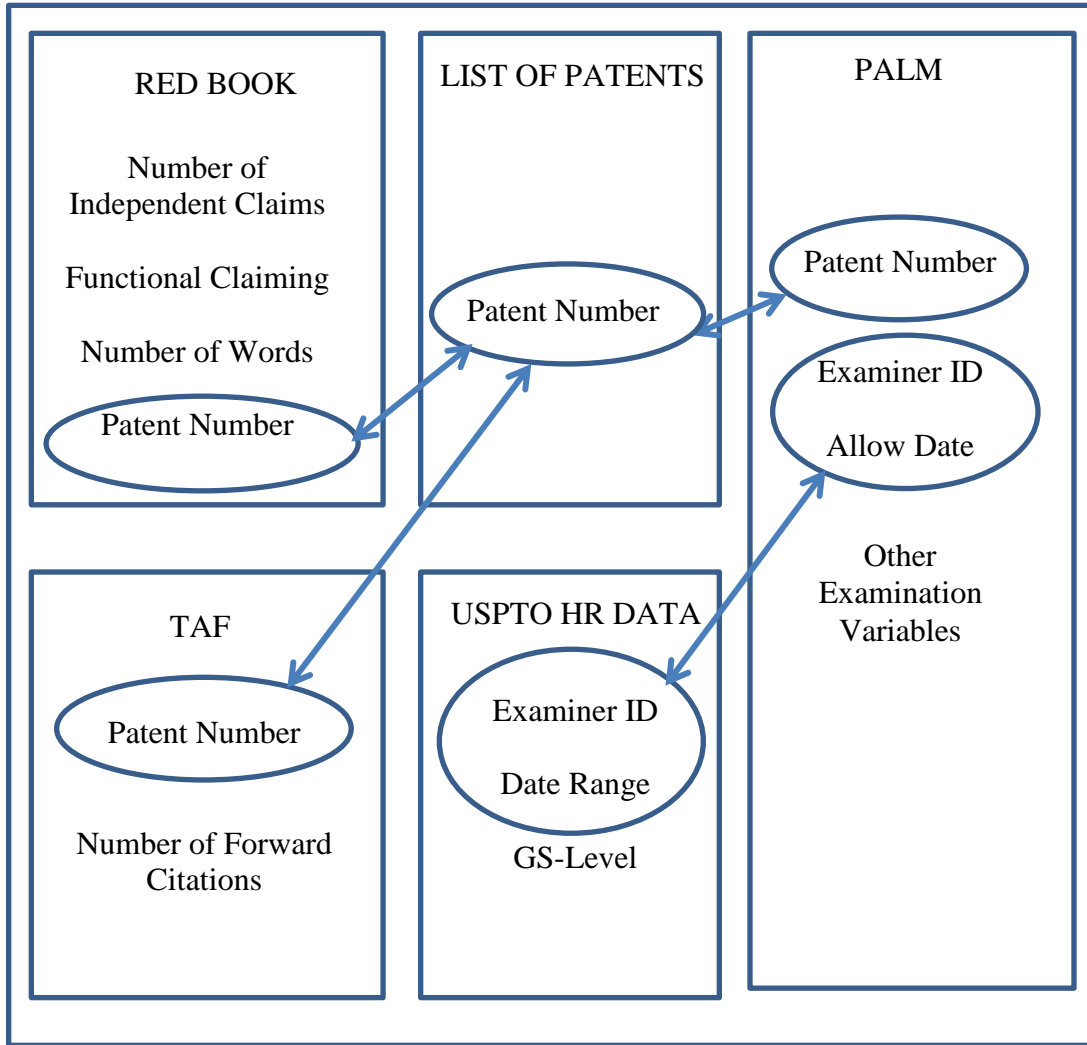 RED BOOK
Number of
Independent Claims
Functional Claiming
Number of Words
Patent Number
LIST OF PATENTS
Patent Number
PALM
Patent Number
Examiner ID
Allow Date
Other
Examination
Variables
TAF
Patent Number
Number of Forward
Citations
USPTO HR DATA
Examiner ID
Date Range
GS-Level